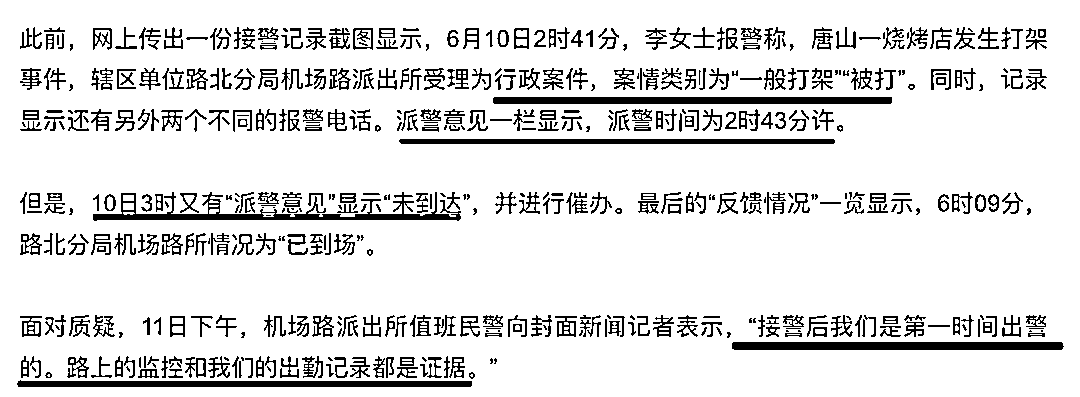 此前，网上传出一份接警记录截图显示，6月10日2时41分，李女士报警称，唐山一烧烤店发生打架
事件，辖区单位路北分局机场路派出所受理为行政案件，案情类别为“一般打架”“被打”。同时，记录
显示还有另外两个不同的报警电话。派警意见一栏显示，派警时间为2时43分许。
但是，10日3时又有“派警意见”显示“未到达”，并进行催办。最后的“反馈情况”一览显示，6时09分，
路北分局机场路所情况为“已到场”。
面对质疑，11日下午，机场路派出所值班民警向封面新闻记者表示，“接警后我们是第一时间出警
的。路上的监控和我们的出勤记录都是证据。”